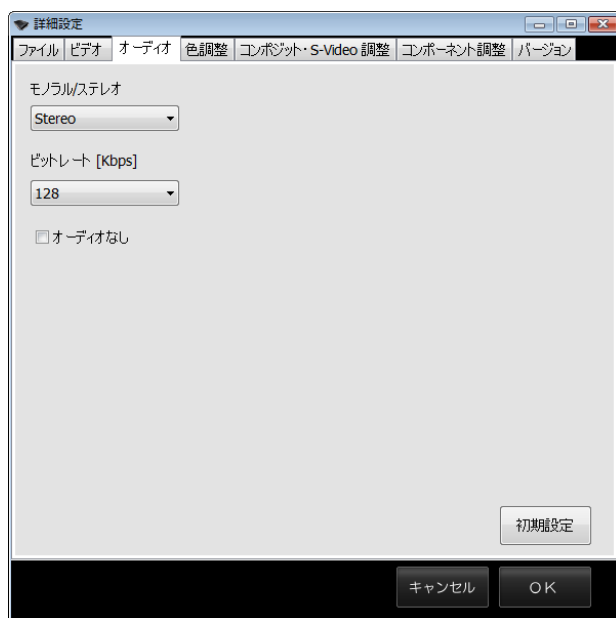 詳細設定
ファイル ビデオ オーディオ 色調整 コンポジット・S-Video 調整 コンポーネント調整 バージョン
モノラル/ステレオ
Stereo
ビットレート [Kbps]
128
オーディオなし
初期設定
キャンセル OK